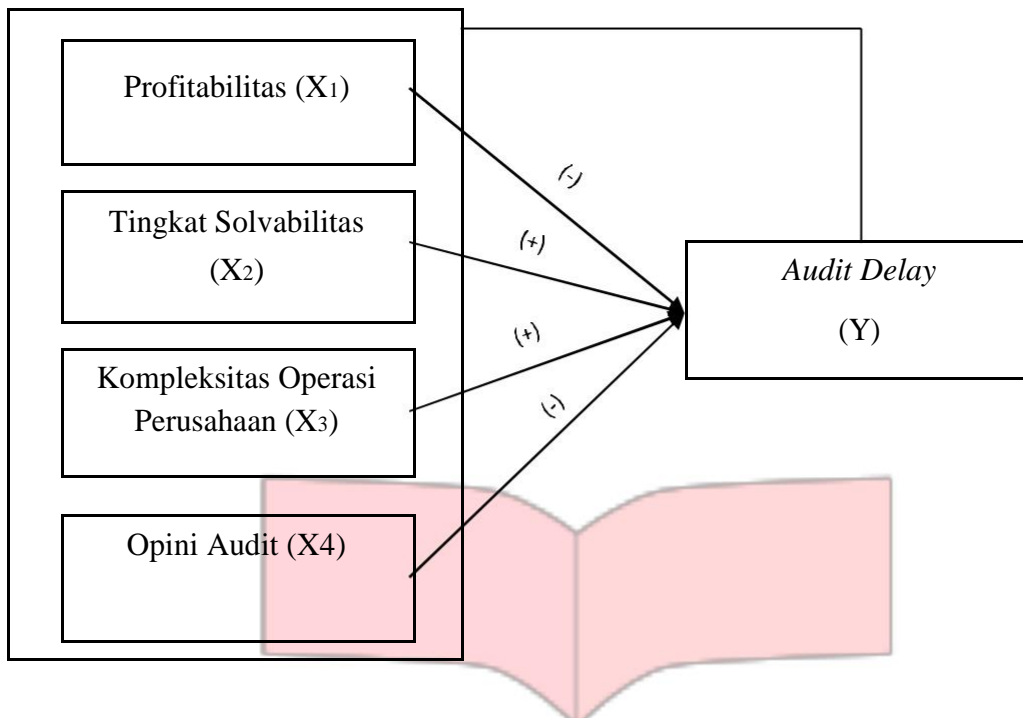 Profitabilitas (X1)
(-)
Tingkat Solvabilitas
(X2)
(+)
Audit Delay
(Y)
(+)
Kompleksitas Operasi
Perusahaan (X3)
(-)
Opini Audit (X4)